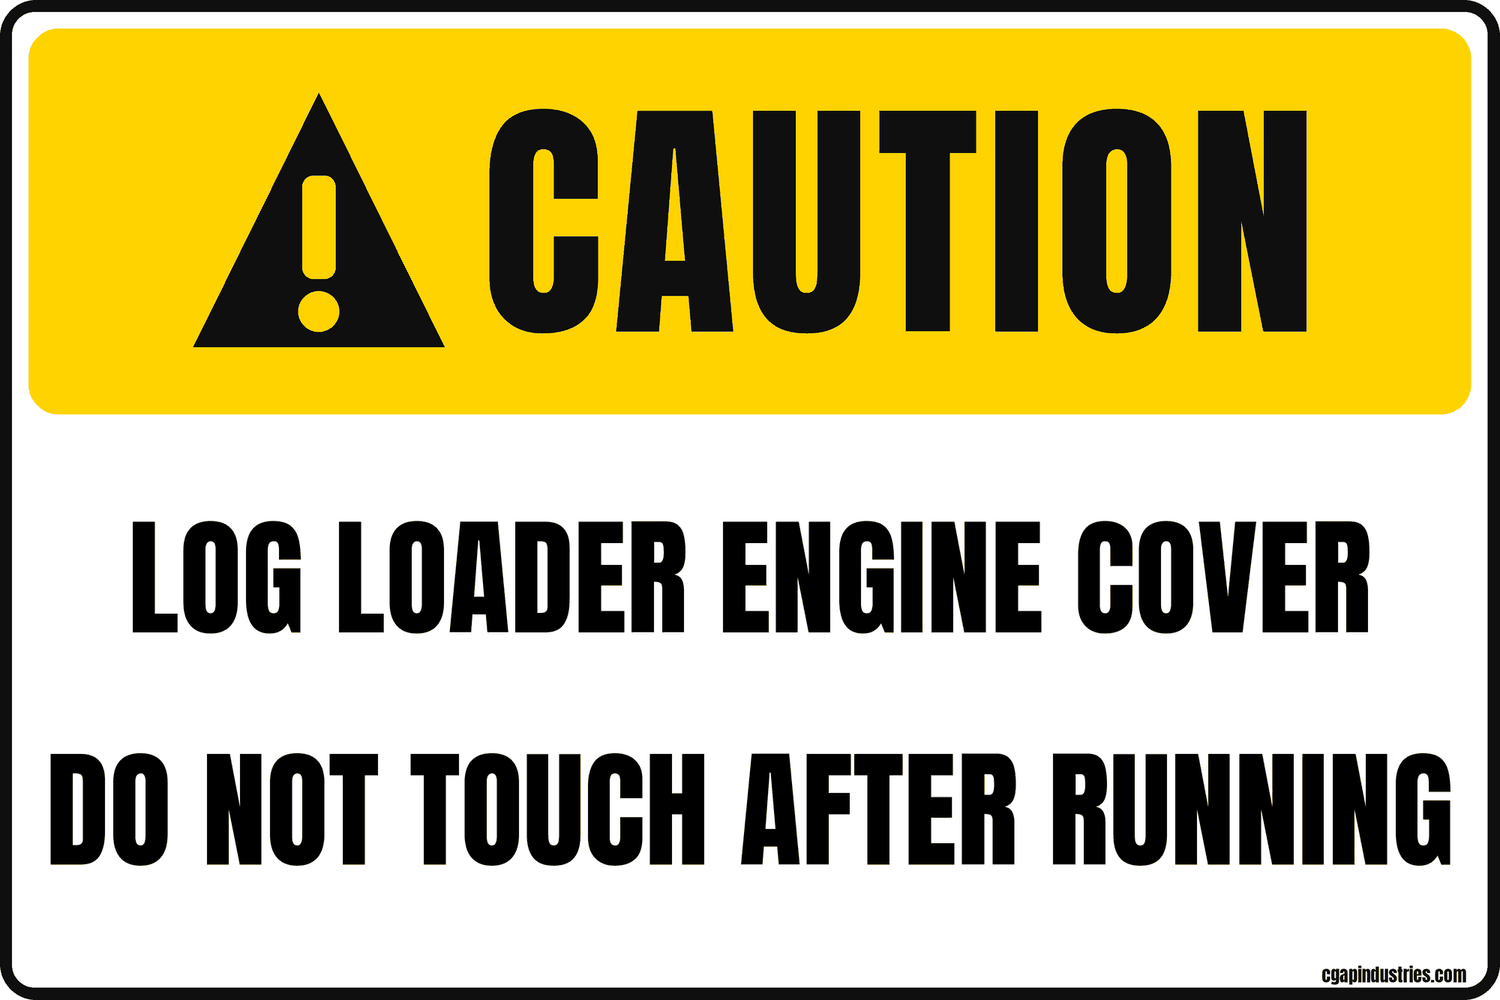 CAUTION
LOG LOADER ENGINE COVER
DO NOT TOUCH AFTER RUNNING
cgapindustries.com